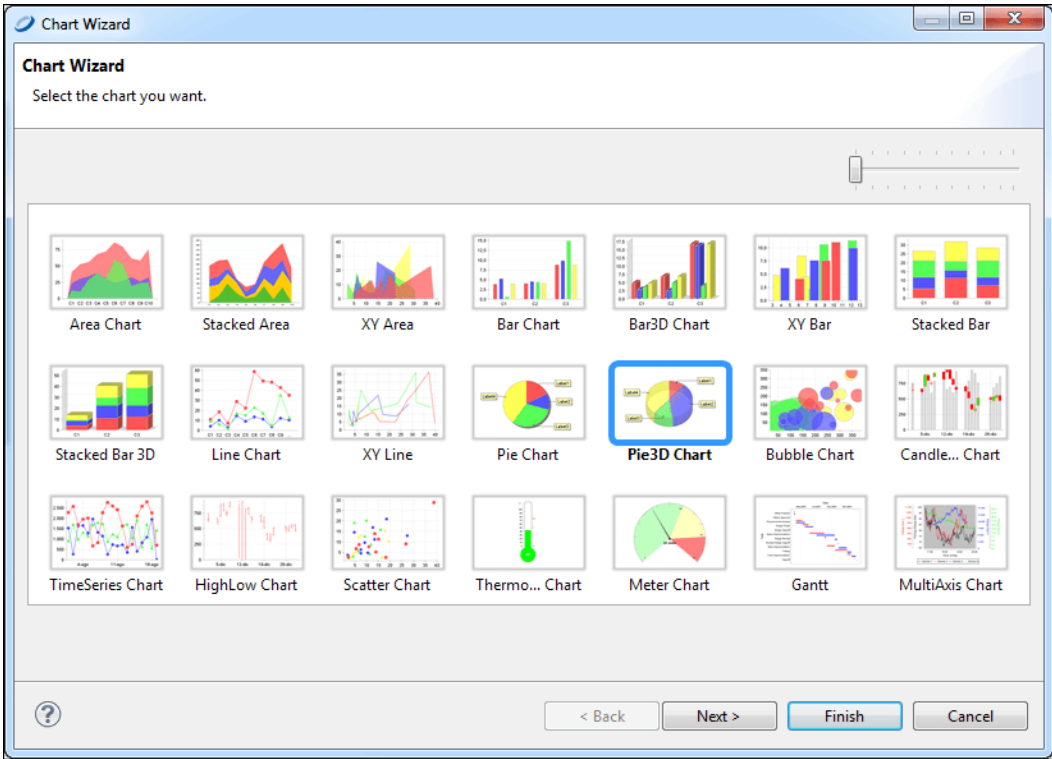 Chart Wizard
Chart Wizard
Select the chart you want.
Area Chart Stacked Area XY Area Bar Chart Bar3D Chart XY Bar Stacked Bar
Stacked Bar 3D Line Chart XY Line Pie Chart Pie3D Chart Bubble Chart Candle... Chart
TimeSeries Chart HighLow Chart Scatter Chart Thermo... Chart Meter Chart Gantt MultiAxis Chart
< Back Next > Finish Cancel